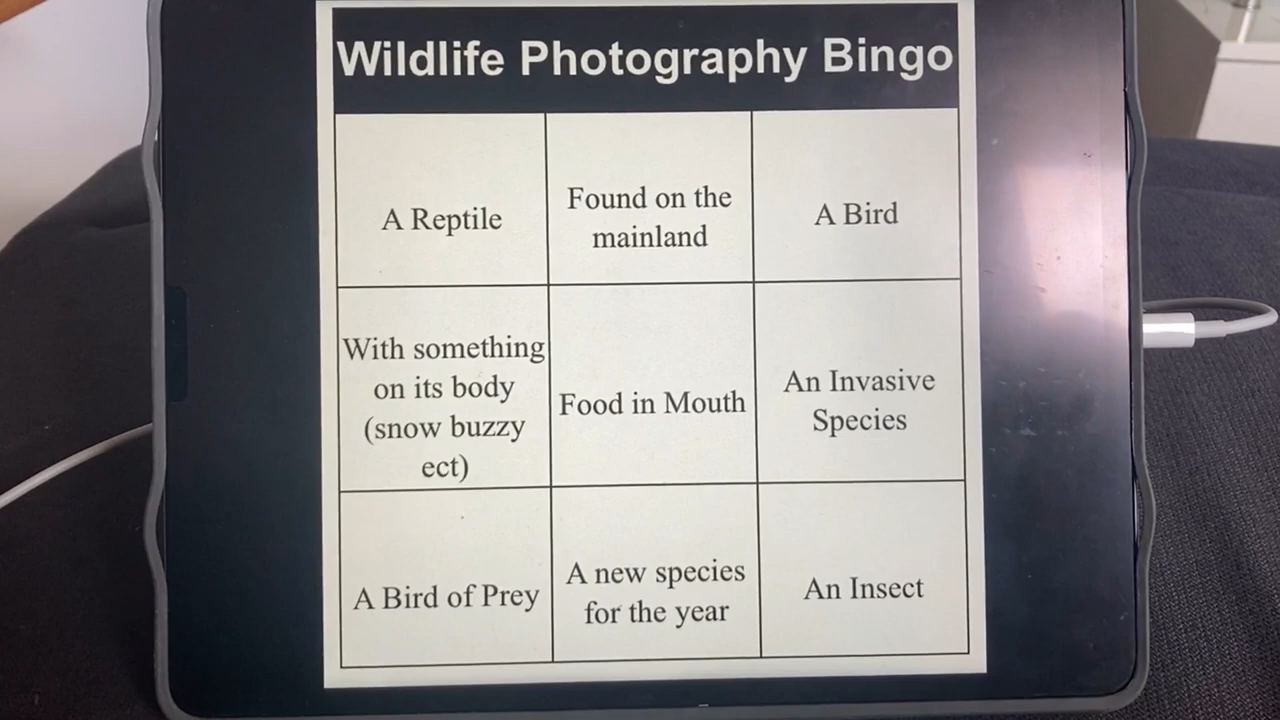 Wildlife Photography Bingo
A Reptile
Found on the
mainland
A Bird
With something
on its body
(snow buzzy
ect)
Food in Mouth
An Invasive
Species
A Bird of Prey
A new species
for the year
An Insect